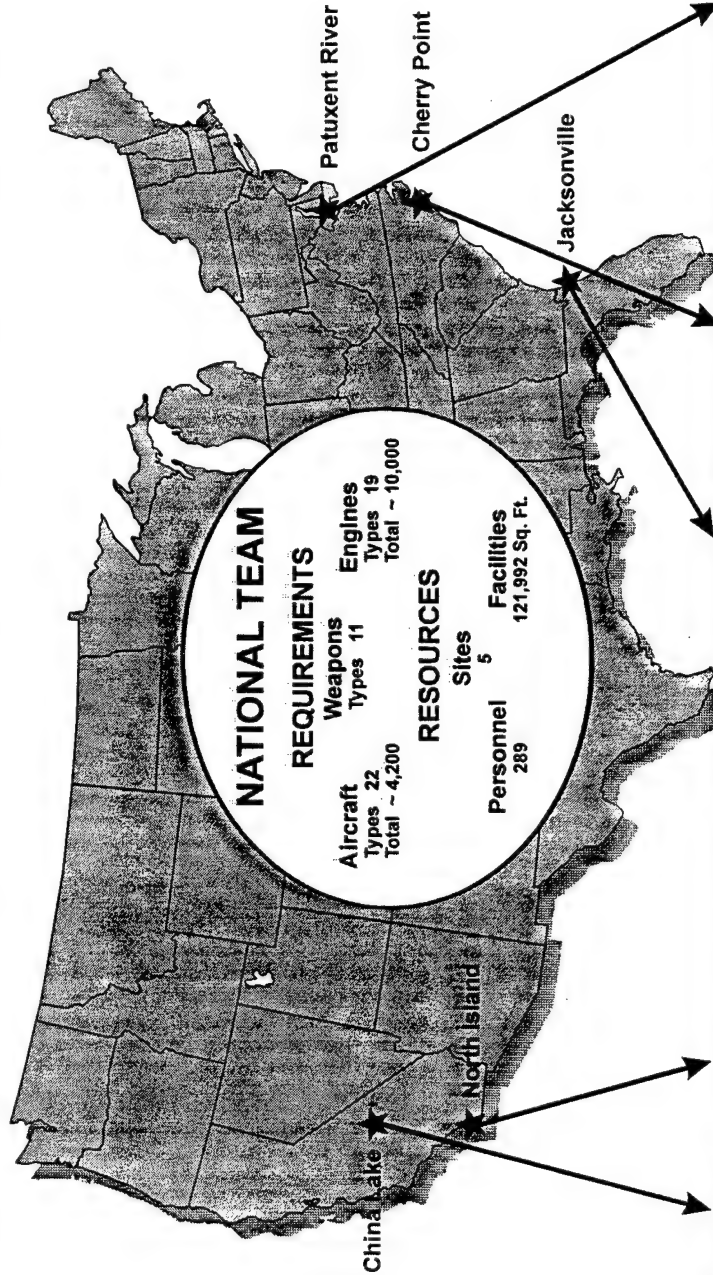 NATIONAL TEAM
REQUIREMENTS
Weapons
Types 11
Aircraft
Types 22
Total ~ 4,200
Engines
Types 19
Total ~ 10,000
RESOURCES
Sites
5
Personnel
289
Facilities
121,992 Sq. Ft.
China Lake
North Island
Patuxent River
Cherry Point
Jacksonville